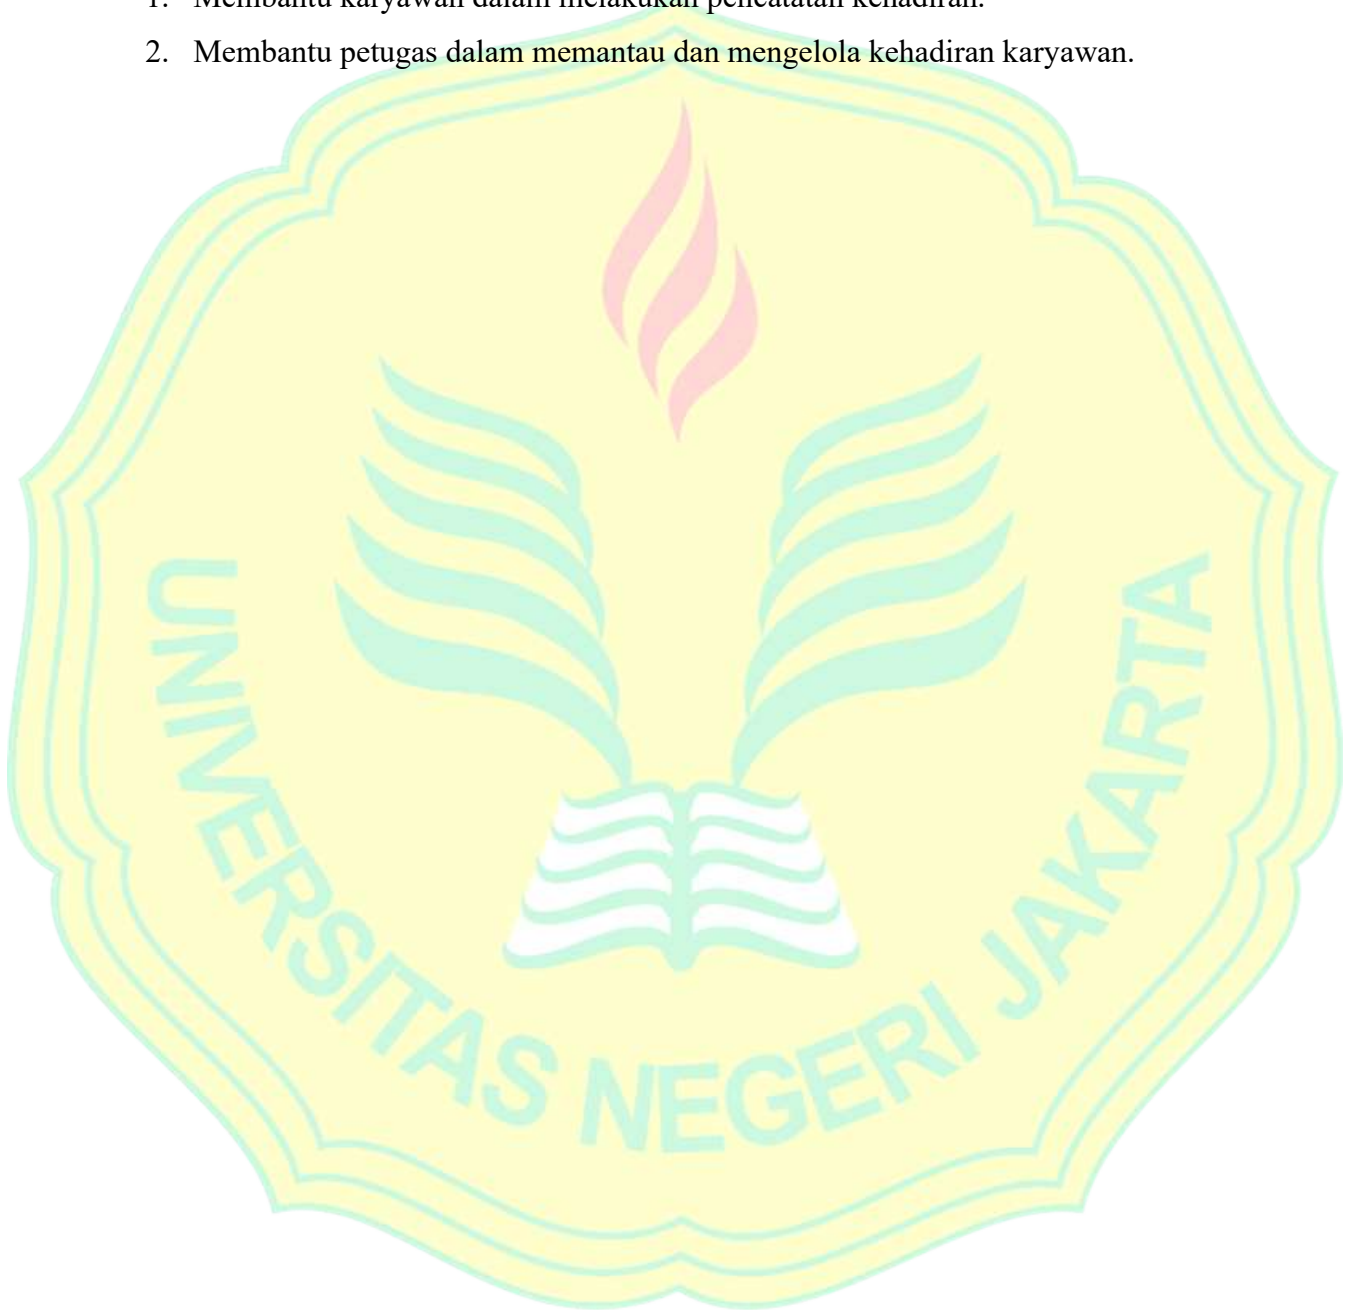 1. Membantu karyawan dalam melakukan pencatatan kehadiran.
2. Membantu petugas dalam memantau dan mengelola kehadiran karyawan.
UNIVERSITAS NEGERI JAKARTA